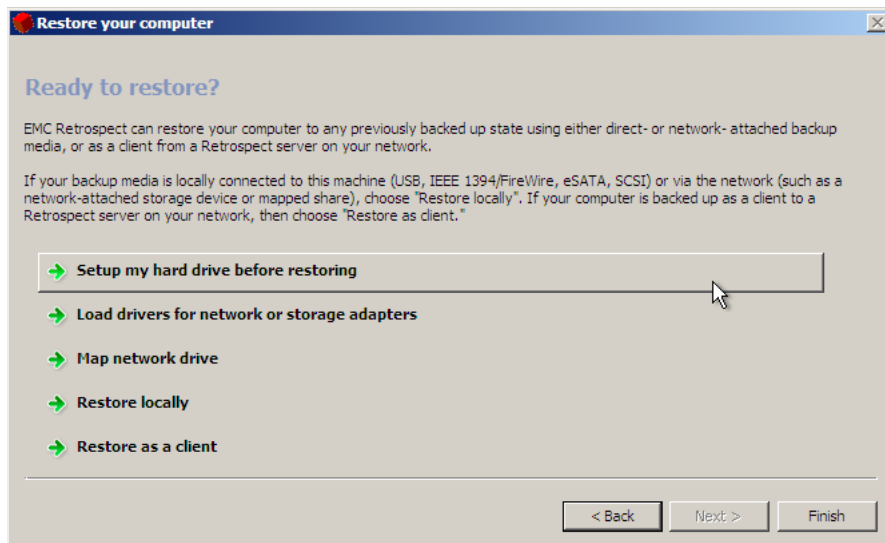 Restore your computer
Ready to restore?
EMC Retrospect can restore your computer to any previously backed up state using either direct- or network- attached backup
media, or as a client from a Retrospect server on your network.
If your backup media is locally connected to this machine (USB, IEEE 1394/FireWire, eSATA, SCSI) or via the network (such as a
network-attached storage device or mapped share), choose "Restore locally". If your computer is backed up as a client to a
Retrospect server on your network, then choose "Restore as client."
Setup my hard drive before restoring
Load drivers for network or storage adapters
Map network drive
Restore locally
Restore as a client
< Back Next > Finish